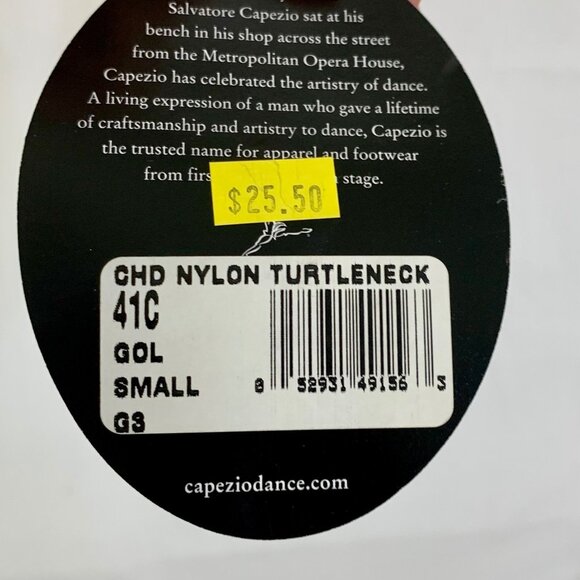 Salvatore Capezio sat at his
bench in his shop across the street
from the Metropolitan Opera House,
Capezio has celebrated the artistry of dance.
A living expression of a man who gave a lifetime
of craftsmanship and artistry to dance, Capezio is
the trusted name for apparel and footwear
from stage.
$25.50
CHD NYLON TURTLENECK
41C
GOL
SMALL
8 52931 49156 3
G3
capeziodance.com